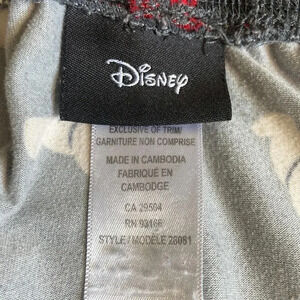 Disney
EXCLUSIVE OF TRIM/
GARNITURE NON COMPRISE
MADE IN CAMBODIA
FABRIQUÉ EN
CAMBODGE
CA 29504
RN 93166
STYLE / MODÈLE 28081